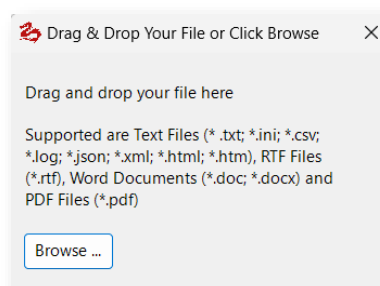 Drag & Drop Your File or Click Browse
Drag and drop your file here
Supported are Text Files (* .txt; *.ini; *.csv;
*.log; *.json; *.xml; *.html; *.htm), RTF Files
(*.rtf), Word Documents (*.doc; *.docx) and
PDF Files (*.pdf)
Browse ...